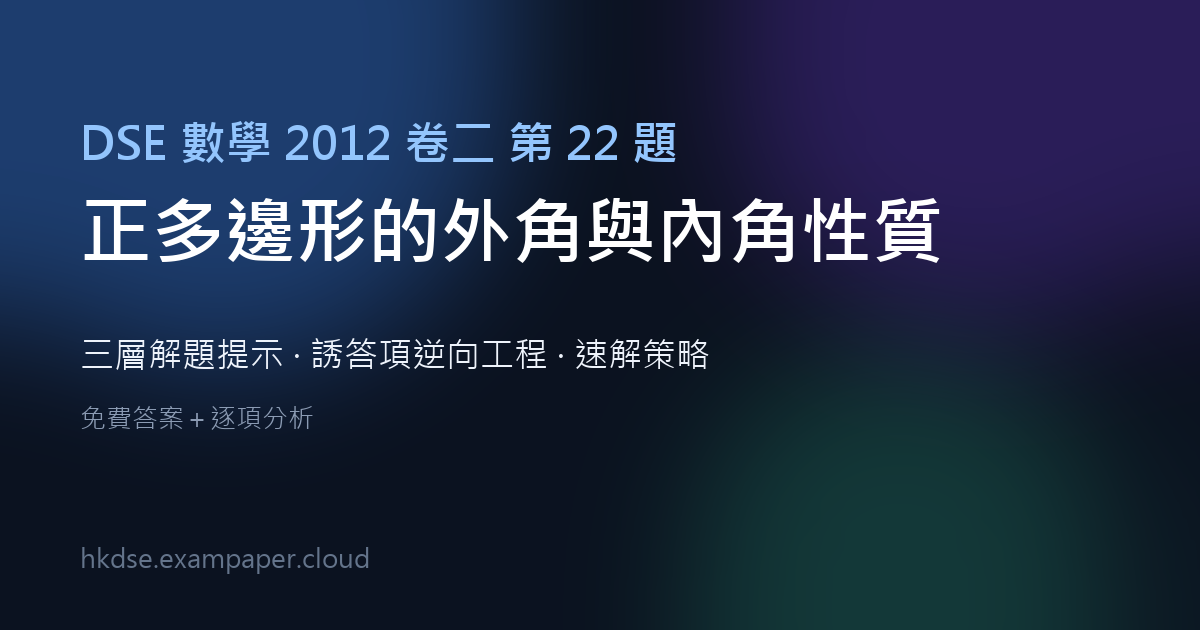 DSE 數學 2012 卷二 第 22 題
正多邊形的外角與內角性質
三層解題提示 · 誘答項逆向工程 · 速解策略
免費答案 + 逐項分析
hkdse.exampaper.cloud